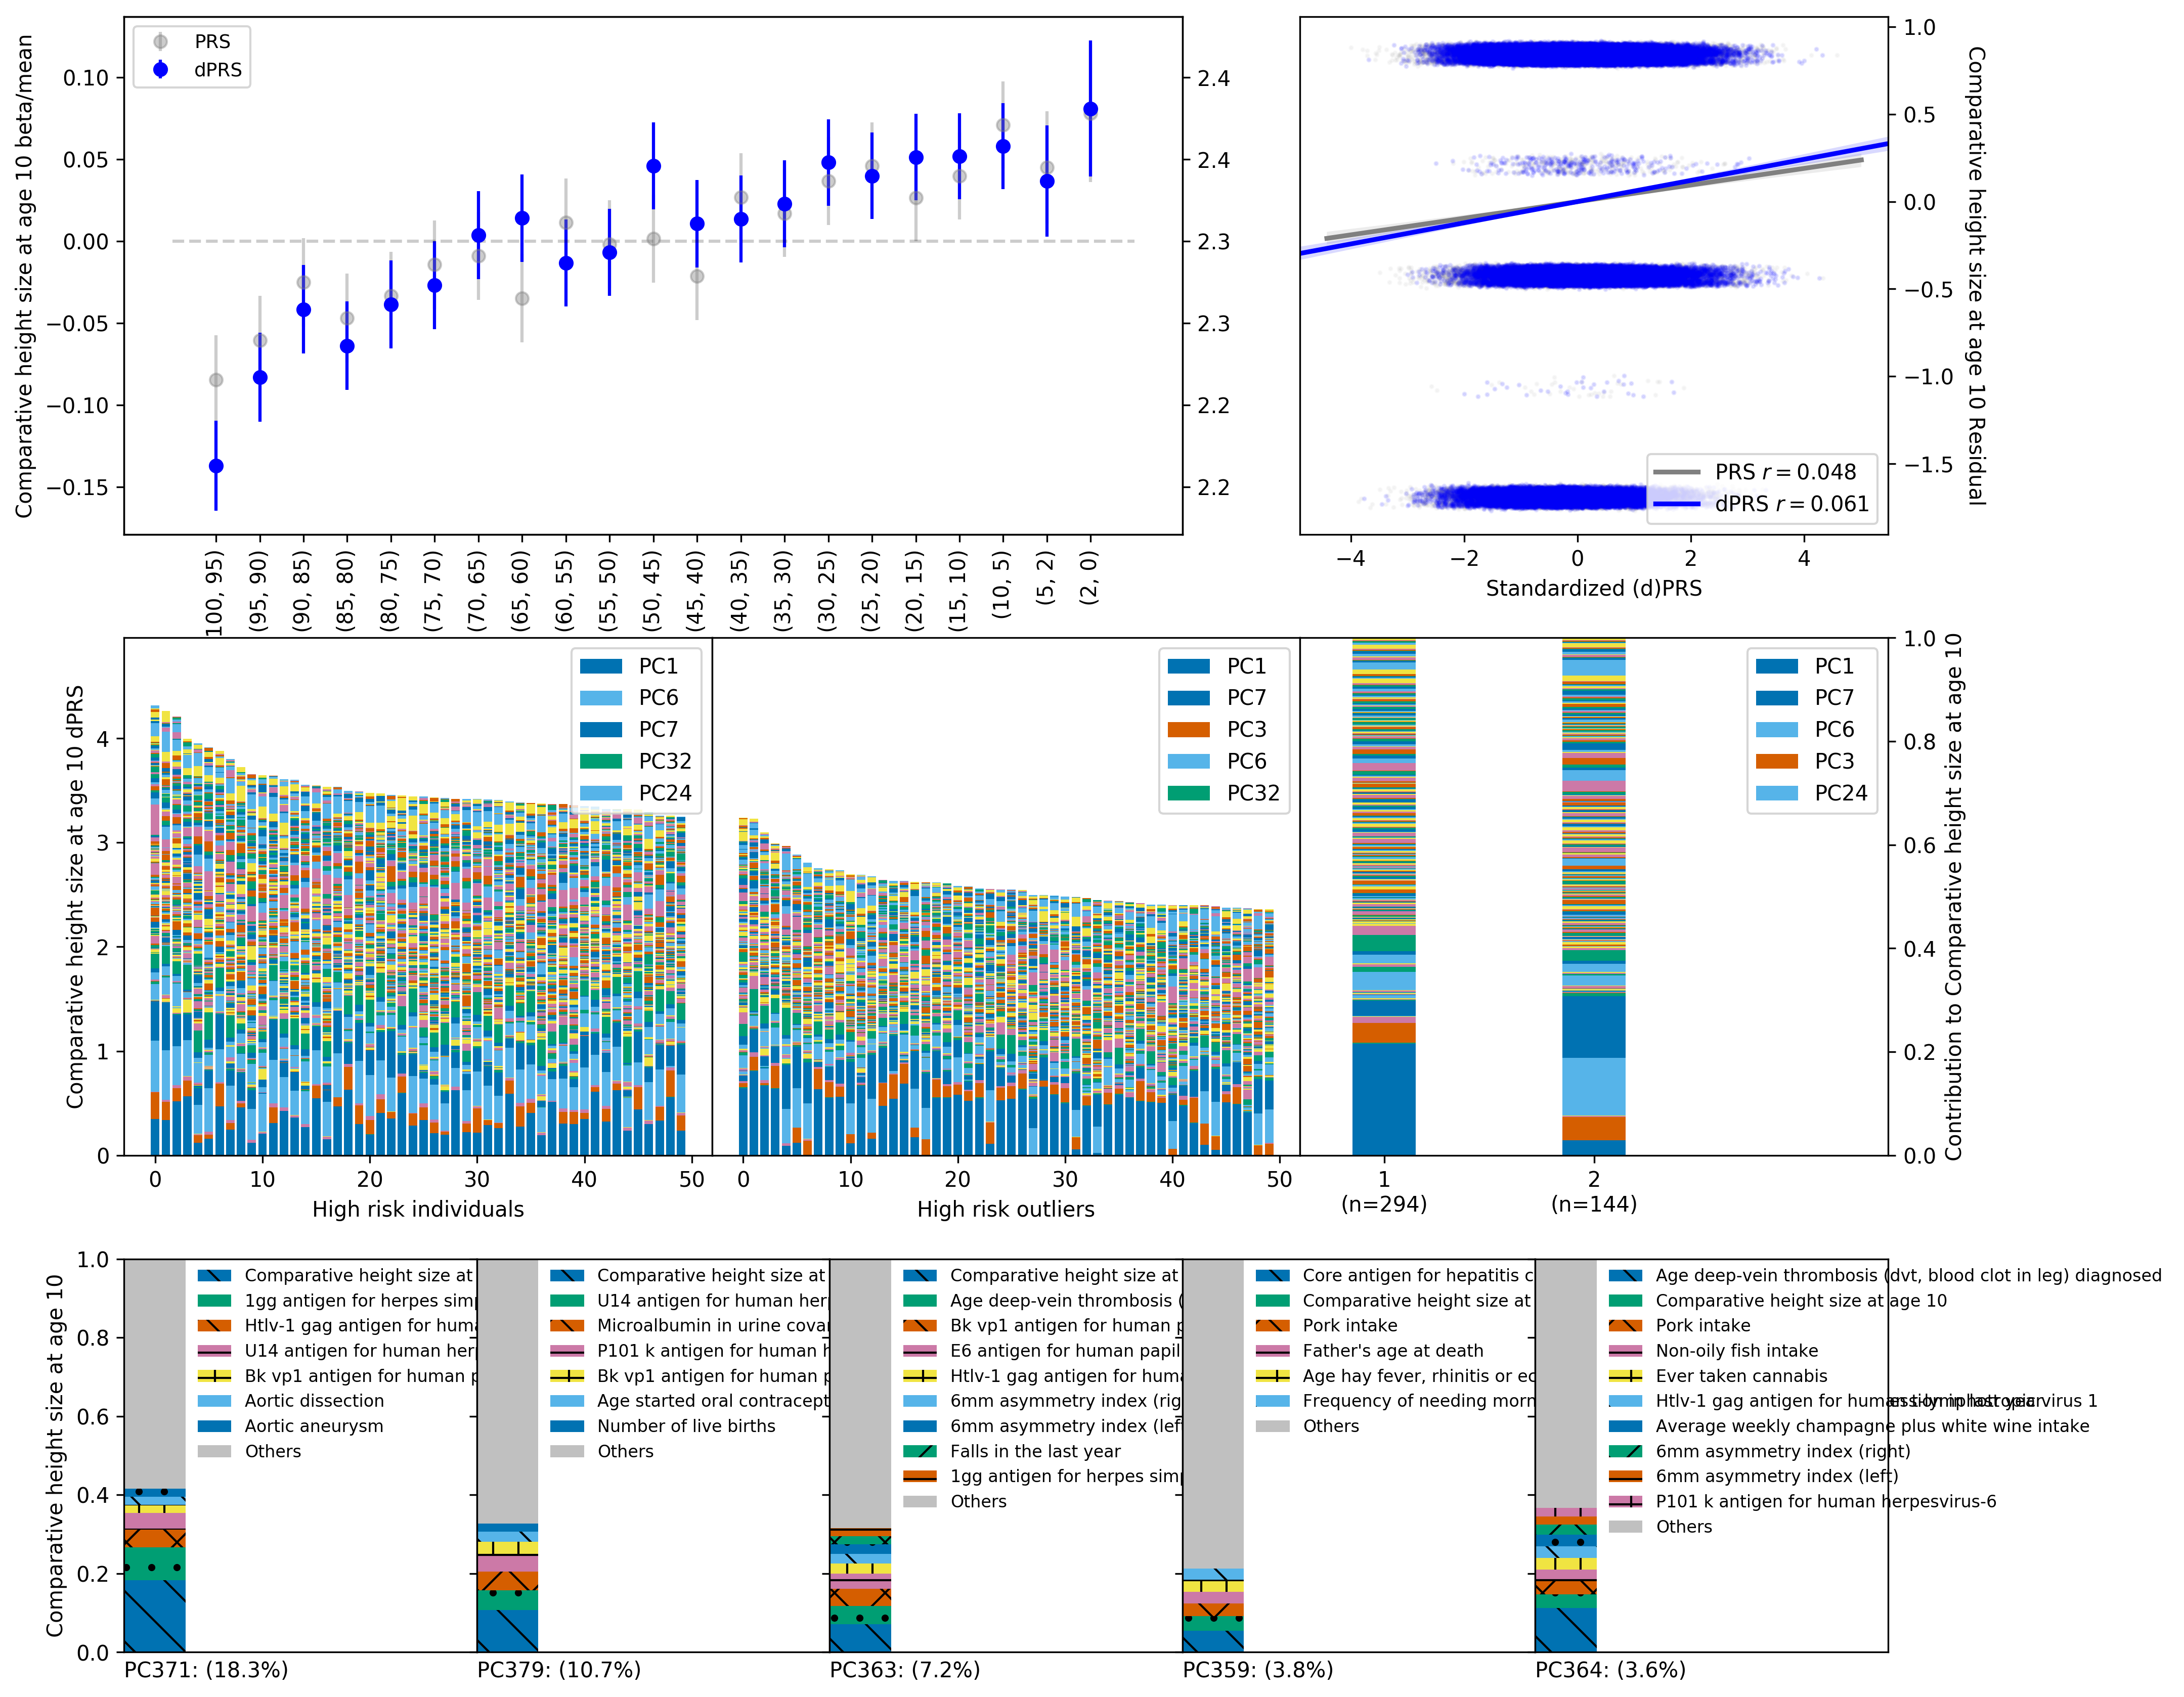 Comparative height size at age 10 beta/mean
PRS
dPRS
0.10
0.05
0.00
−0.05
−0.10
−0.15
2.4
2.4
2.3
2.3
2.2
2.2
100, 95)
(95, 90)
(90, 85)
(85, 80)
(80, 75)
(75, 70)
(70, 65)
(65, 60)
(60, 55)
(55, 50)
(50, 45)
(45, 40)
(40, 35)
(35, 30)
(30, 25)
(25, 20)
(20, 15)
(15, 10)
(10, 5)
(5, 2)
(2, 0)
1.0
0.5
0.0
−0.5
−1.0
−1.5
Comparative height size at age 10 Residual
PRS r = 0.048
dPRS r = 0.061
−4
−2
0
2
4
Standardized (d)PRS
Comparative height size at age 10 dPRS
4
3
2
1
0
PC1
PC6
PC7
PC32
PC24
0
10
20
30
40
50
High risk individuals
PC1
PC7
PC3
PC6
PC32
0
10
20
30
40
50
High risk outliers
PC1
PC7
PC6
PC3
PC24
1
(n=294)
2
(n=144)
1.0
0.8
0.6
0.4
0.2
0.0
Contribution to Comparative height size at age 10
Comparative height size at age 10
1.0
0.8
0.6
0.4
0.2
0.0
Comparative height size at
1gg antigen for herpes simp
Htlv-1 gag antigen for huma
U14 antigen for human herp
Bk vp1 antigen for human p
Aortic dissection
Aortic aneurysm
Others
PC371: (18.3%)
Comparative height size at
U14 antigen for human herp
Microalbumin in urine covar
P101 k antigen for human h
Bk vp1 antigen for human p
Age started oral contracept
Number of live births
Others
PC379: (10.7%)
Comparative height size at
Age deep-vein thrombosis (
Bk vp1 antigen for human p
E6 antigen for human papil
Htlv-1 gag antigen for huma
6mm asymmetry index (rig
6mm asymmetry index (lef
Falls in the last year
1gg antigen for herpes simp
Others
PC363: (7.2%)
Core antigen for hepatitis c
Comparative height size at
Pork intake
Father's age at death
Age hay fever, rhinitis or ec
Frequency of needing morn
Others
PC359: (3.8%)
Age deep-vein thrombosis (dvt, blood clot in leg) diagnosed
Comparative height size at age 10
Pork intake
Non-oily fish intake
Ever taken cannabis
Htlv-1 gag antigen for human t-lymphotropic virus 1
Average weekly champagne plus white wine intake
6mm asymmetry index (right)
6mm asymmetry index (left)
P101 k antigen for human herpesvirus-6
Others
PC364: (3.6%)